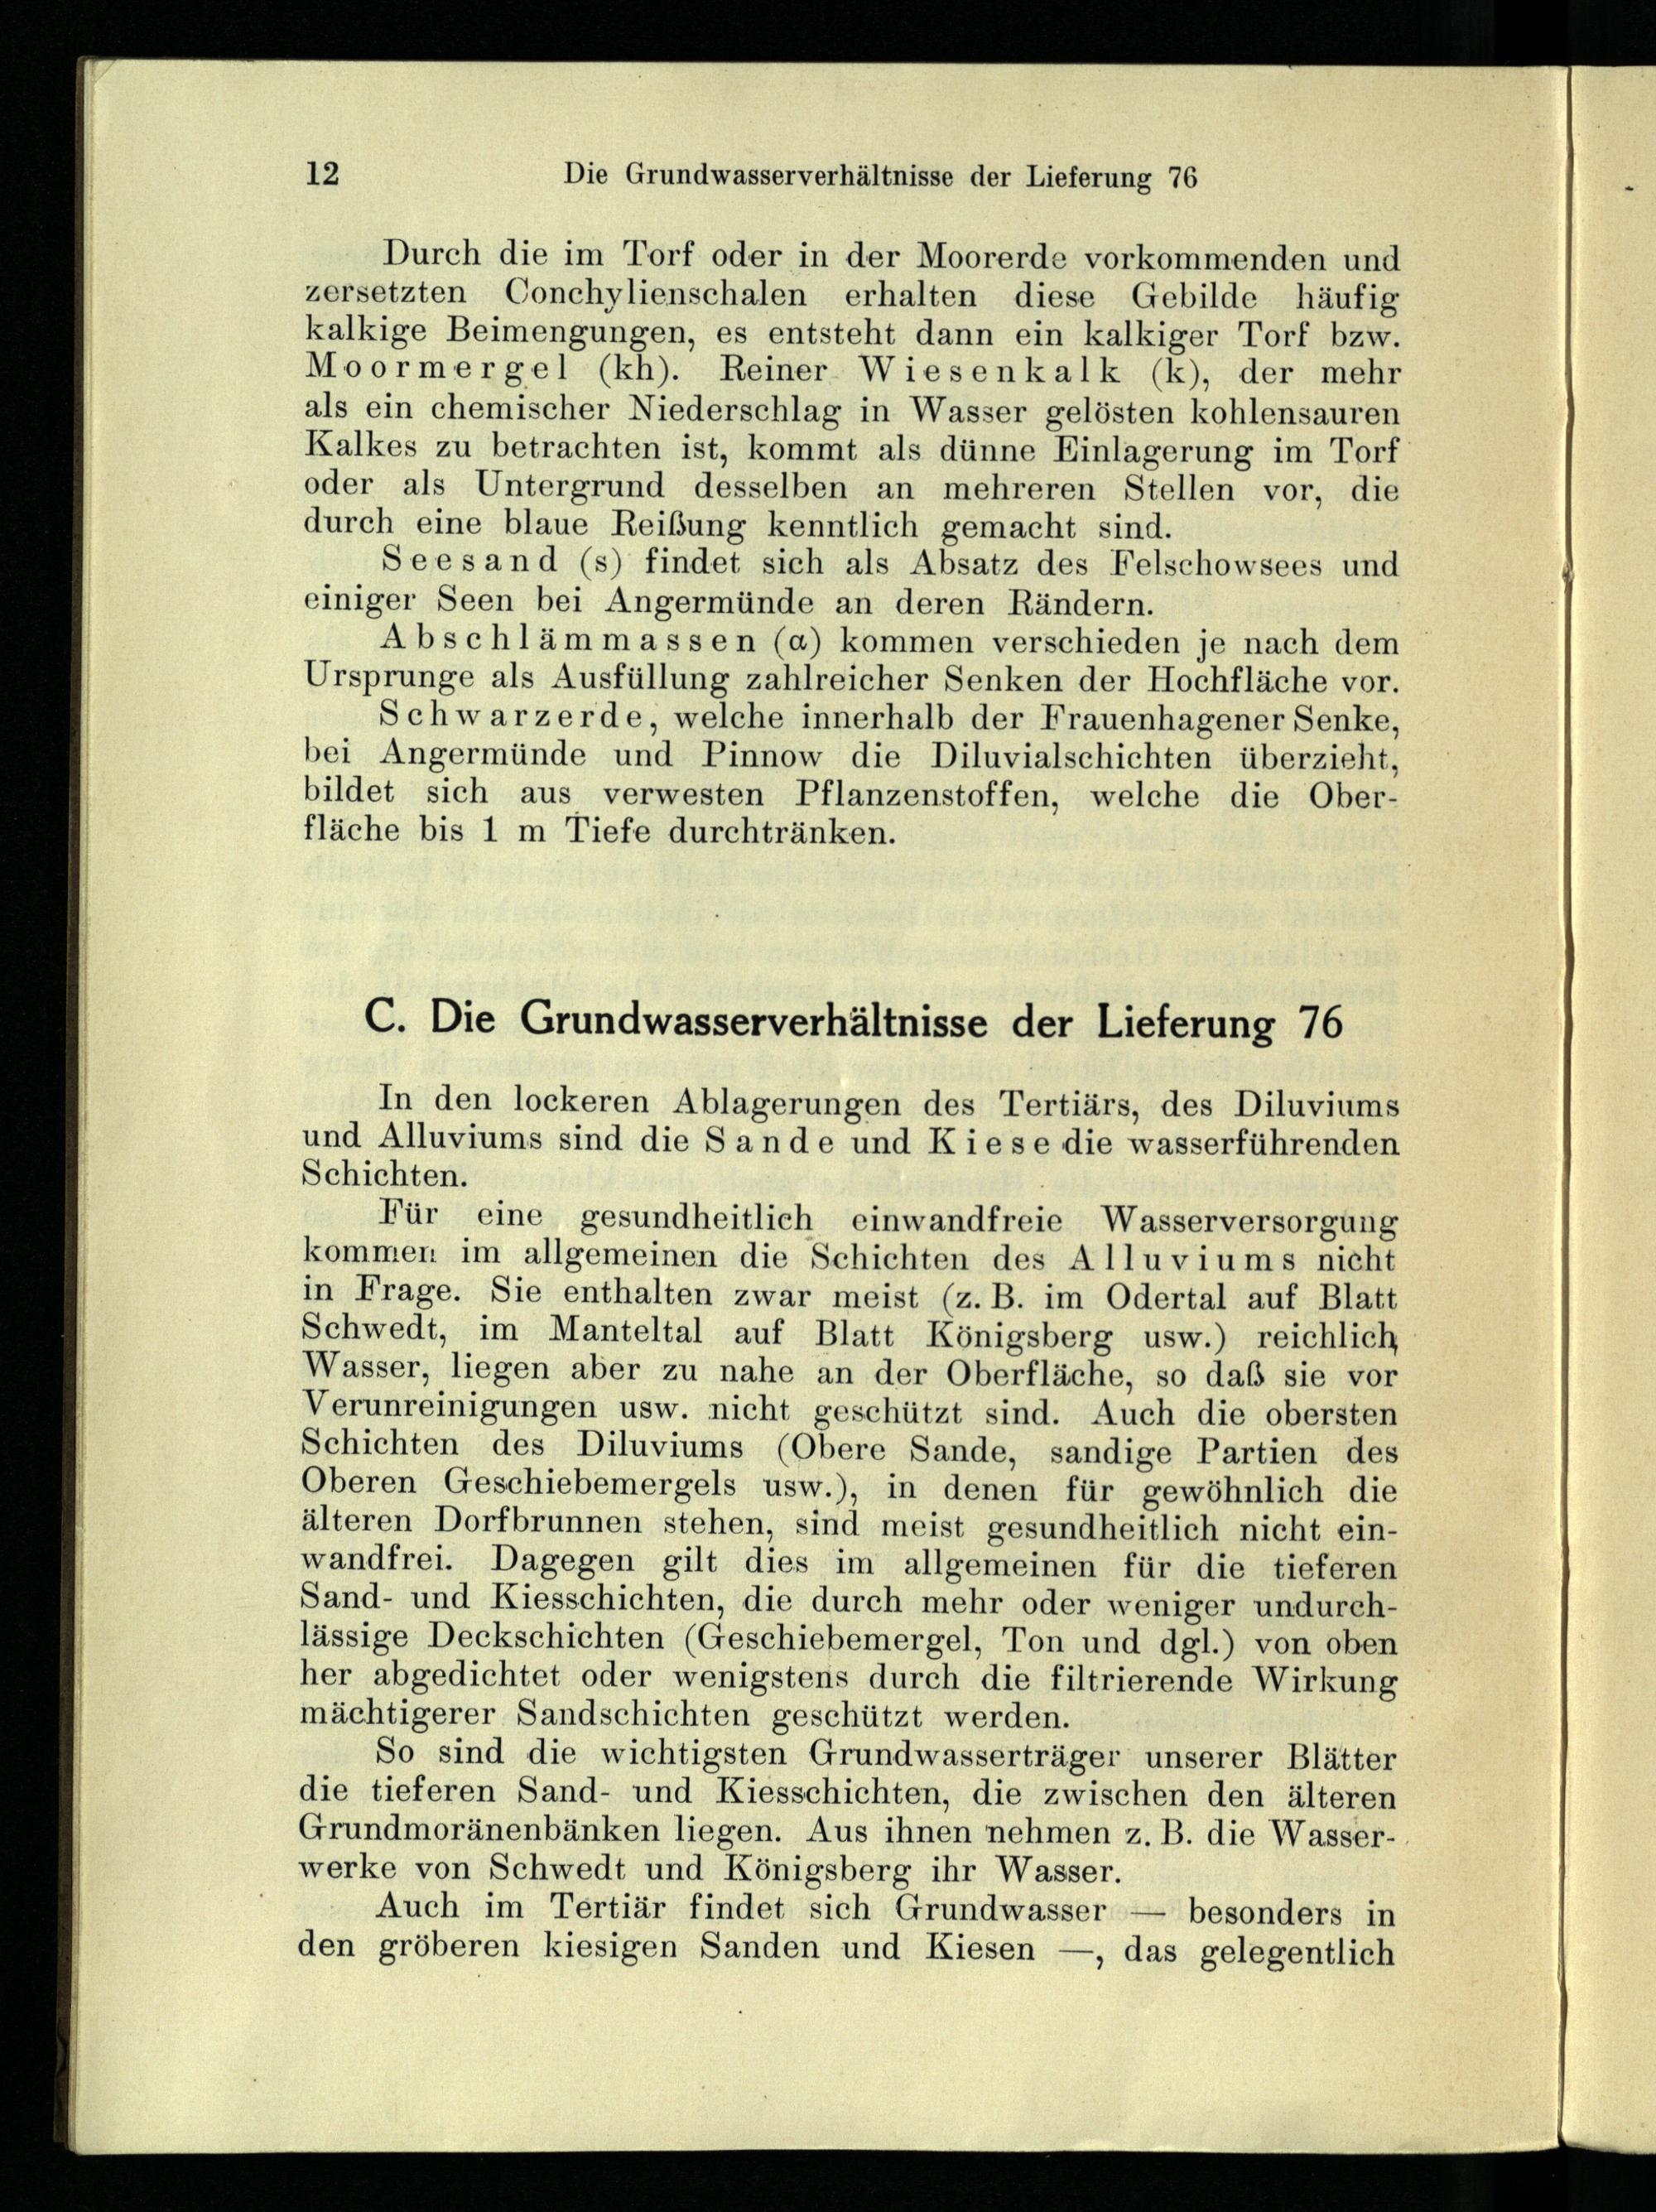 12 Die Grundwasserverhältnisse der Lieferung 76
Durch die im Torf oder in der Moorerde vorkommenden und
zersetzten Conchylienschalen erhalten diese Gebilde häufig
kalkige Beimengungen, es entsteht dann ein kalkiger Torf bzw.
Moormergel (kh). Reiner Wiesenkalk (k), der mehr
als ein chemischer Niederschlag in Wasser gelösten kohlensauren
Kalkes zu betrachten ist, kommt als dünne Einlagerung im Torf
oder als Untergrund desselben an mehreren Stellen vor, die
durch eine blaue Reißung kenntlich gemacht sind.
Seesand (s) findet sich als Absatz des Felschowsees und
einiger Seen bei Angermünde an deren Rändern.
Abschlämmassen (α) kommen verschieden je nach dem
Ursprunge als Ausfüllung zahlreicher Senken der Hochfläche vor.
Schwarzerde, welche innerhalb der Frauenhagener Senke,
bei Angermünde und Pinnow die Diluvialschichten überzieht,
bildet sich aus verwesten Pflanzenstoffen, welche die Ober-
fläche bis 1 m Tiefe durchtränken.
C. Die Grundwasserverhältnisse der Lieferung 76
In den lockeren Ablagerungen des Tertiärs, des Diluviums
und Alluviums sind die Sande und Kiese die wasserführenden
Schichten.
Für eine gesundheitlich einwandfreie Wasserversorgung
kommen im allgemeinen die Schichten des Alluviums nicht
in Frage. Sie enthalten zwar meist (z. B. im Odertal auf Blatt
Schwedt, im Manteltal auf Blatt Königsberg usw.) reichlich
Wasser, liegen aber zu nahe an der Oberfläche, so daß sie vor
Verunreinigungen usw. nicht geschützt sind. Auch die obersten
Schichten des Diluviums (Obere Sande, sandige Partien des
Oberen Geschiebemergels usw.), in denen für gewöhnlich die
älteren Dorfbrunnen stehen, sind meist gesundheitlich nicht ein-
wandfrei. Dagegen gilt dies im allgemeinen für die tieferen
Sand- und Kiesschichten, die durch mehr oder weniger undurch-
lässige Deckschichten (Geschiebemergel, Ton und dgl.) von oben
her abgedichtet oder wenigstens durch die filtrierende Wirkung
mächtigerer Sandschichten geschützt werden.
So sind die wichtigsten Grundwasserträger unserer Blätter
die tieferen Sand- und Kiesschichten, die zwischen den älteren
Grundmoränenbänken liegen. Aus ihnen nehmen z. B. die Wasser-
werke von Schwedt und Königsberg ihr Wasser.
Auch im Tertiär findet sich Grundwasser — besonders in
den gröberen kiesigen Sanden und Kiesen —, das gelegentlich